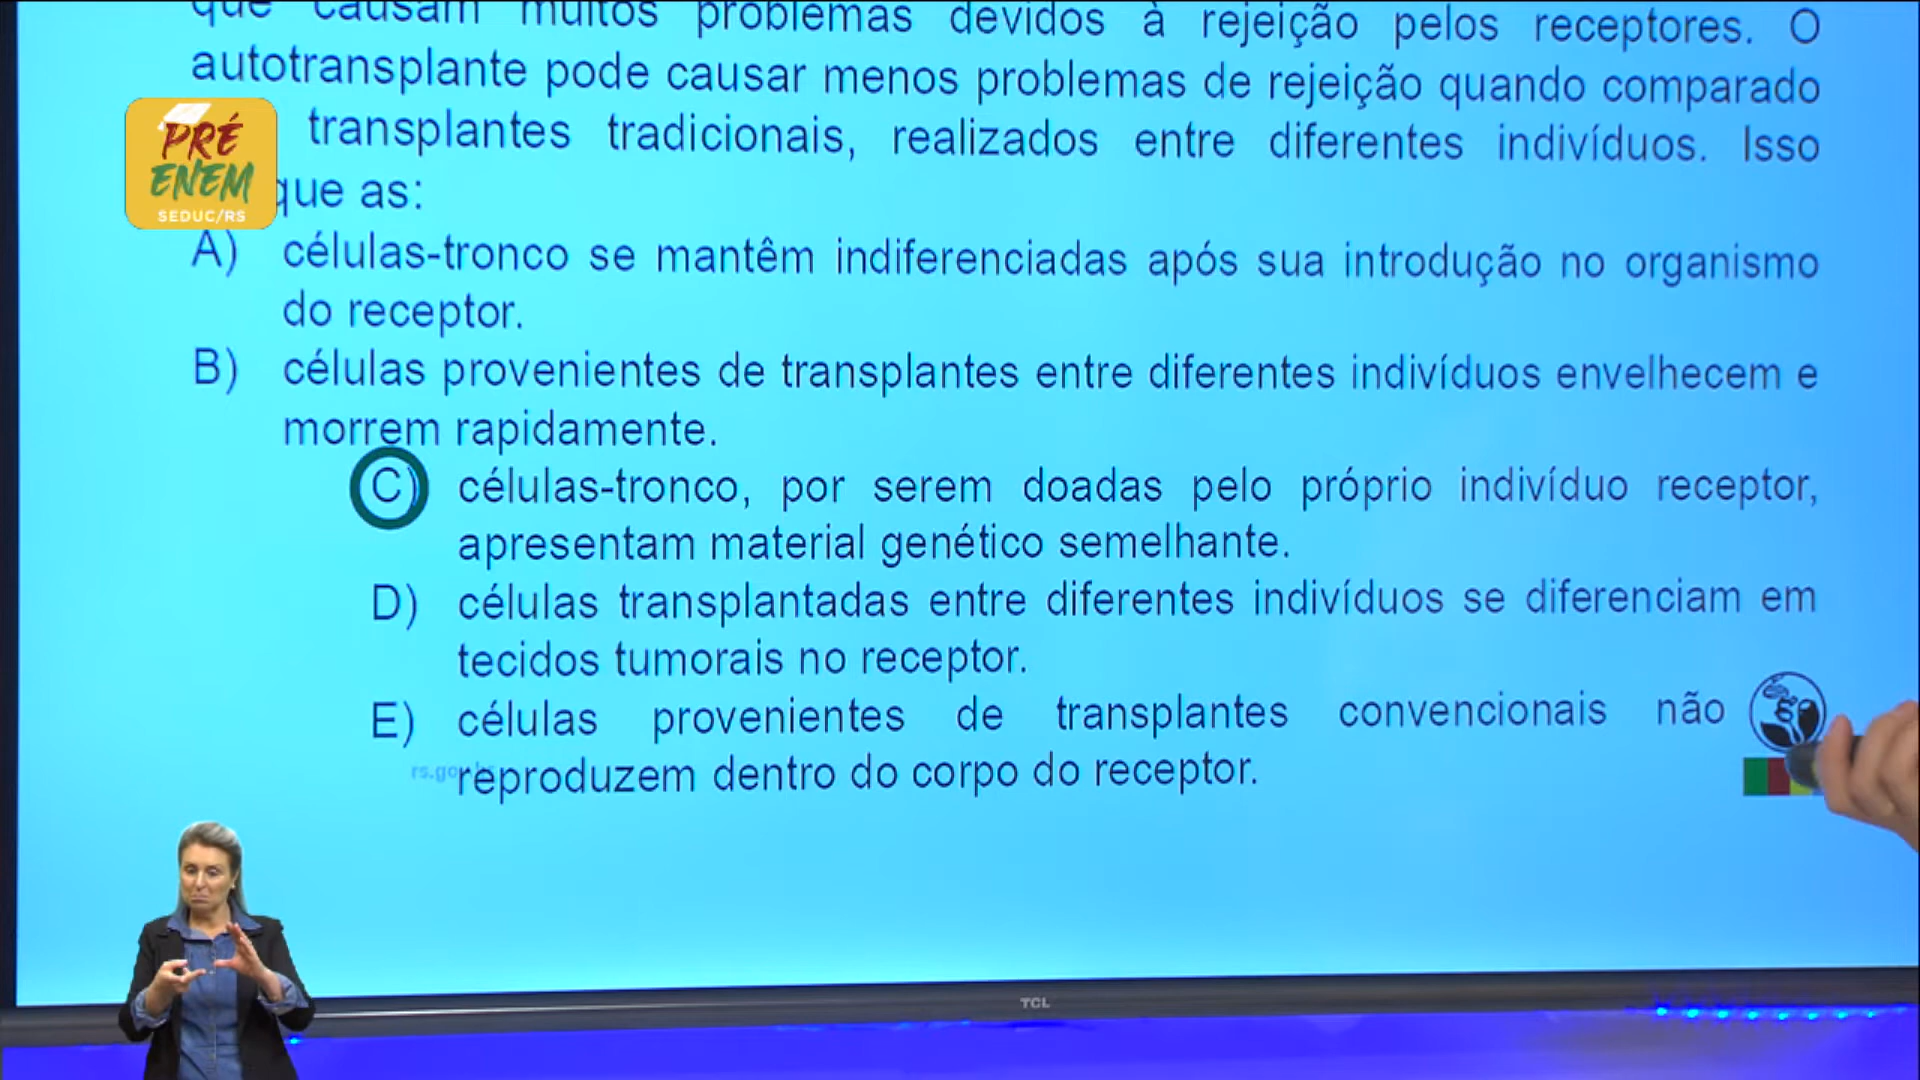 que causam muitos problemas devidos à rejeição pelos receptores. O
autotransplante pode causar menos problemas de rejeição quando comparado
transplantes tradicionais, realizados entre diferentes indivíduos. Isso
que as:
PRÉ
ENEM
SEDUC/RS
A) células-tronco se mantêm indiferenciadas após sua introdução no organismo
do receptor.
B) células provenientes de transplantes entre diferentes indivíduos envelhecem e
morrem rapidamente.
C) células-tronco, por serem doadas pelo próprio indivíduo receptor,
apresentam material genético semelhante.
D) células transplantadas entre diferentes indivíduos se diferenciam em
tecidos tumorais no receptor.
E) células provenientes de transplantes convencionais não
reproduzem dentro do corpo do receptor.
TCL